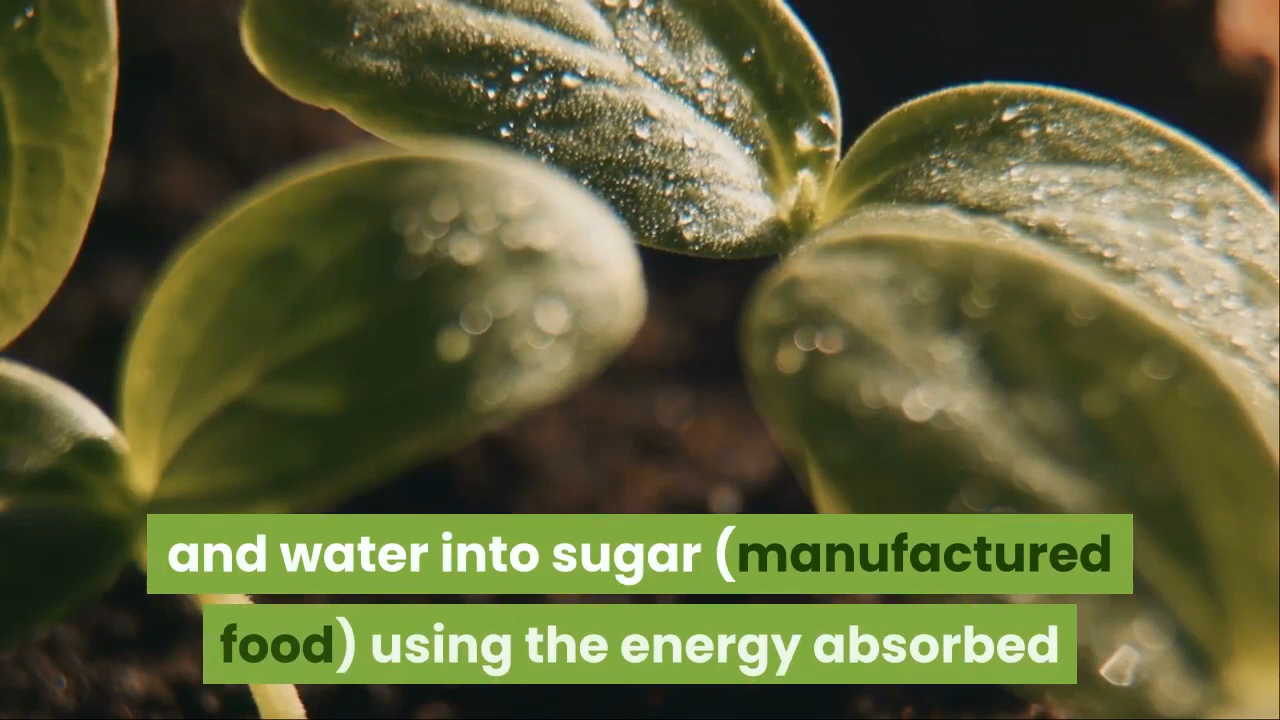 and water into sugar (manufactured
food) using the energy absorbed